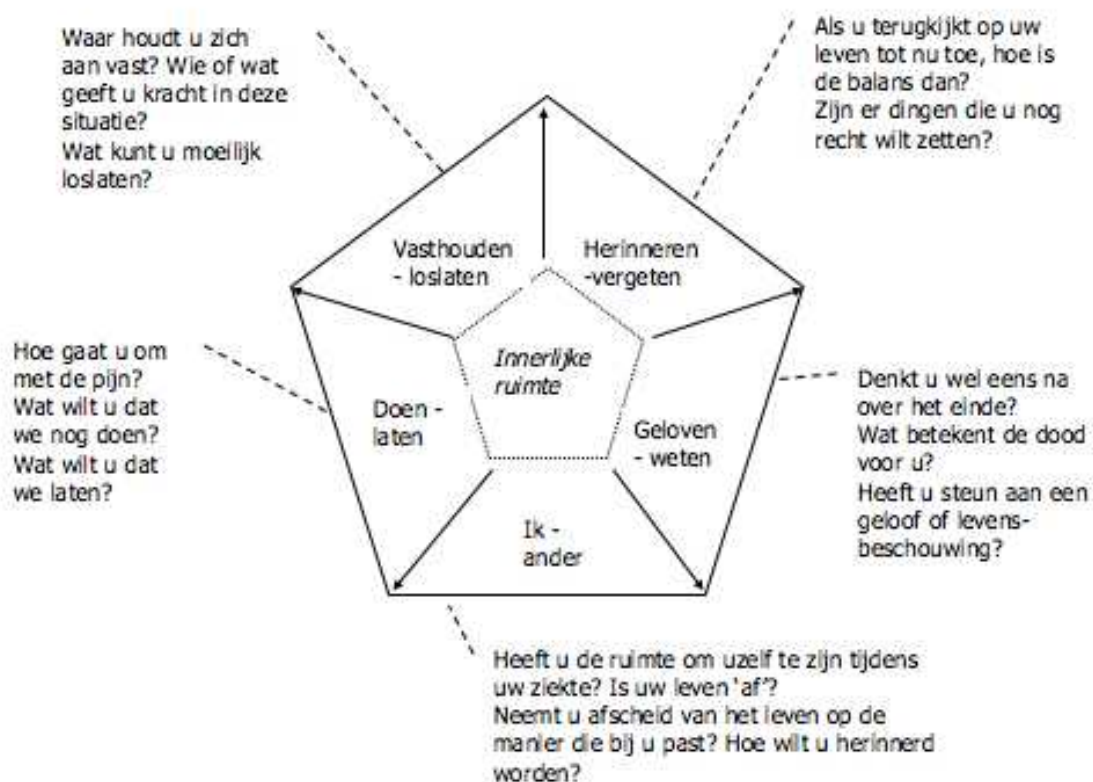 Waar houdt u zich
aan vast? Wie of wat
geeft u kracht in deze
situatie?
Wat kunt u moeilijk
loslaten?
Als u terugkijkt op uw
leven tot nu toe, hoe is
de balans dan?
Zijn er dingen die u nog
recht wilt zetten?
Vasthouden
- loslaten
Herinneren
-vergeten
Hoe gaat u om
met de pijn?
Wat wilt u dat
we nog doen?
Wat wilt u dat
we laten?
Doen -
laten
Innerlijke
ruimte
Geloven
- weten
Denkt u wel eens na
over het einde?
Wat betekent de dood
voor u?
Heeft u steun aan een
geloof of levens-
beschouwing?
Ik -
ander
Heeft u de ruimte om uzelf te zijn tijdens
uw ziekte? Is uw leven ‘af’?
Neemt u afscheid van het leven op de
manier die bij u past? Hoe wilt u herinnerd
worden?